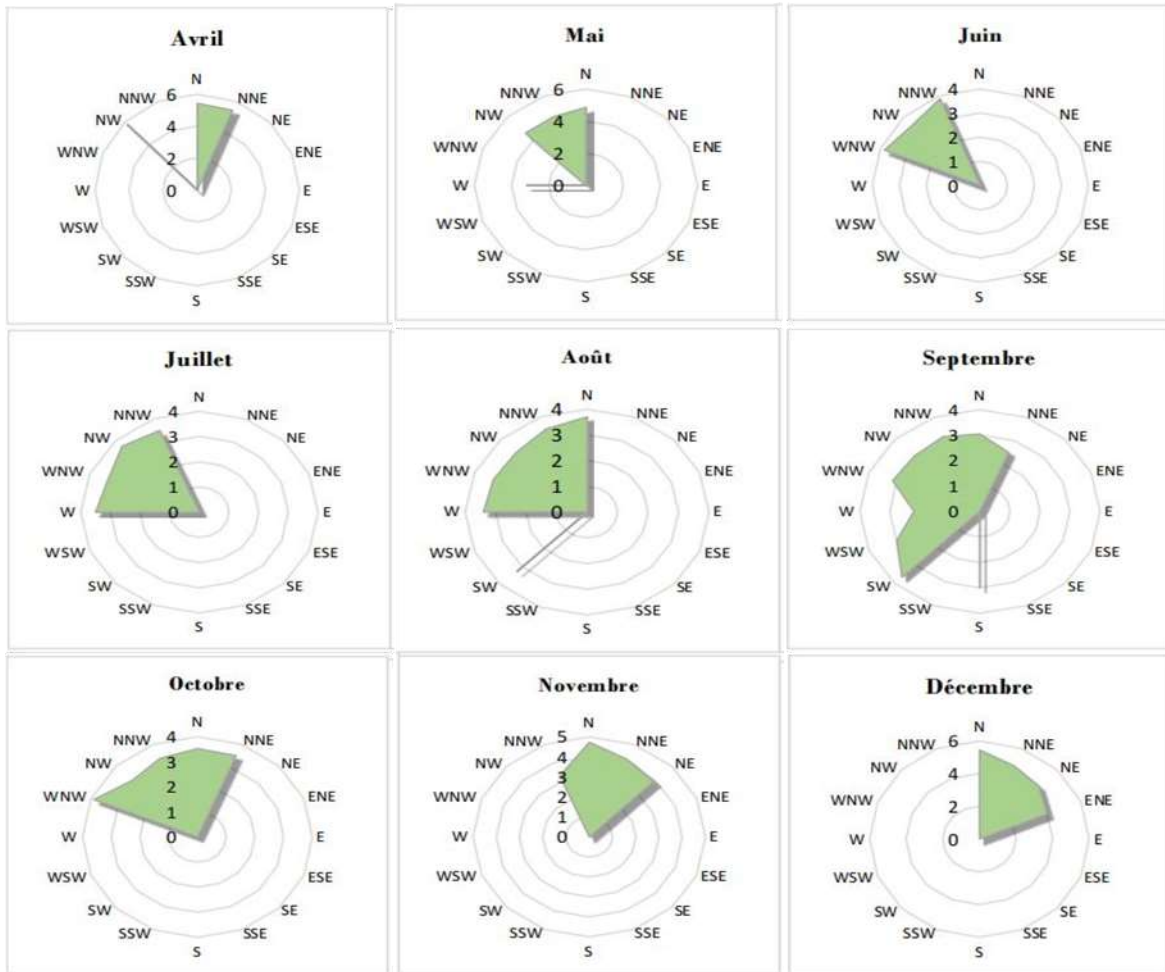 Avril
N
NNW 6 NNE
NW NE
4
WNW ENE
2
W 0 E
WSW ESE
SW SE
SSW SSE
S
Mai
N
NNW 6 NNE
NW NE
4
WNW ENE
2
W 0 E
WSW ESE
SW SE
SSW SSE
S
Juin
N
NNW 4 NNE
NW 3 NE
WNW 2 ENE
1
W 0 E
WSW ESE
SW SE
SSW SSE
S
Juillet
N
NNW 4 NNE
NW 3 NE
WNW 2 ENE
1
W 0 E
WSW ESE
SW SE
SSW SSE
S
Août
N
NNW 4 NNE
NW 3 NE
WNW 2 ENE
1
W 0 E
WSW ESE
SW SE
SSW SSE
S
Septembre
N
NNW 4 NNE
NW 3 NE
WNW 2 ENE
1
W 0 E
WSW ESE
SW SE
SSW SSE
S
Octobre
N
NNW 4 NNE
NW 3 NE
WNW 2 ENE
1
W 0 E
WSW ESE
SW SE
SSW SSE
S
Novembre
N
NNW 5 NNE
NW 4 NE
3
WNW 2 ENE
1
W 0 E
WSW ESE
SW SE
SSW SSE
S
Décembre
N
NNW 6 NNE
NW NE
4
WNW ENE
2
W 0 E
WSW ESE
SW SE
SSW SSE
S